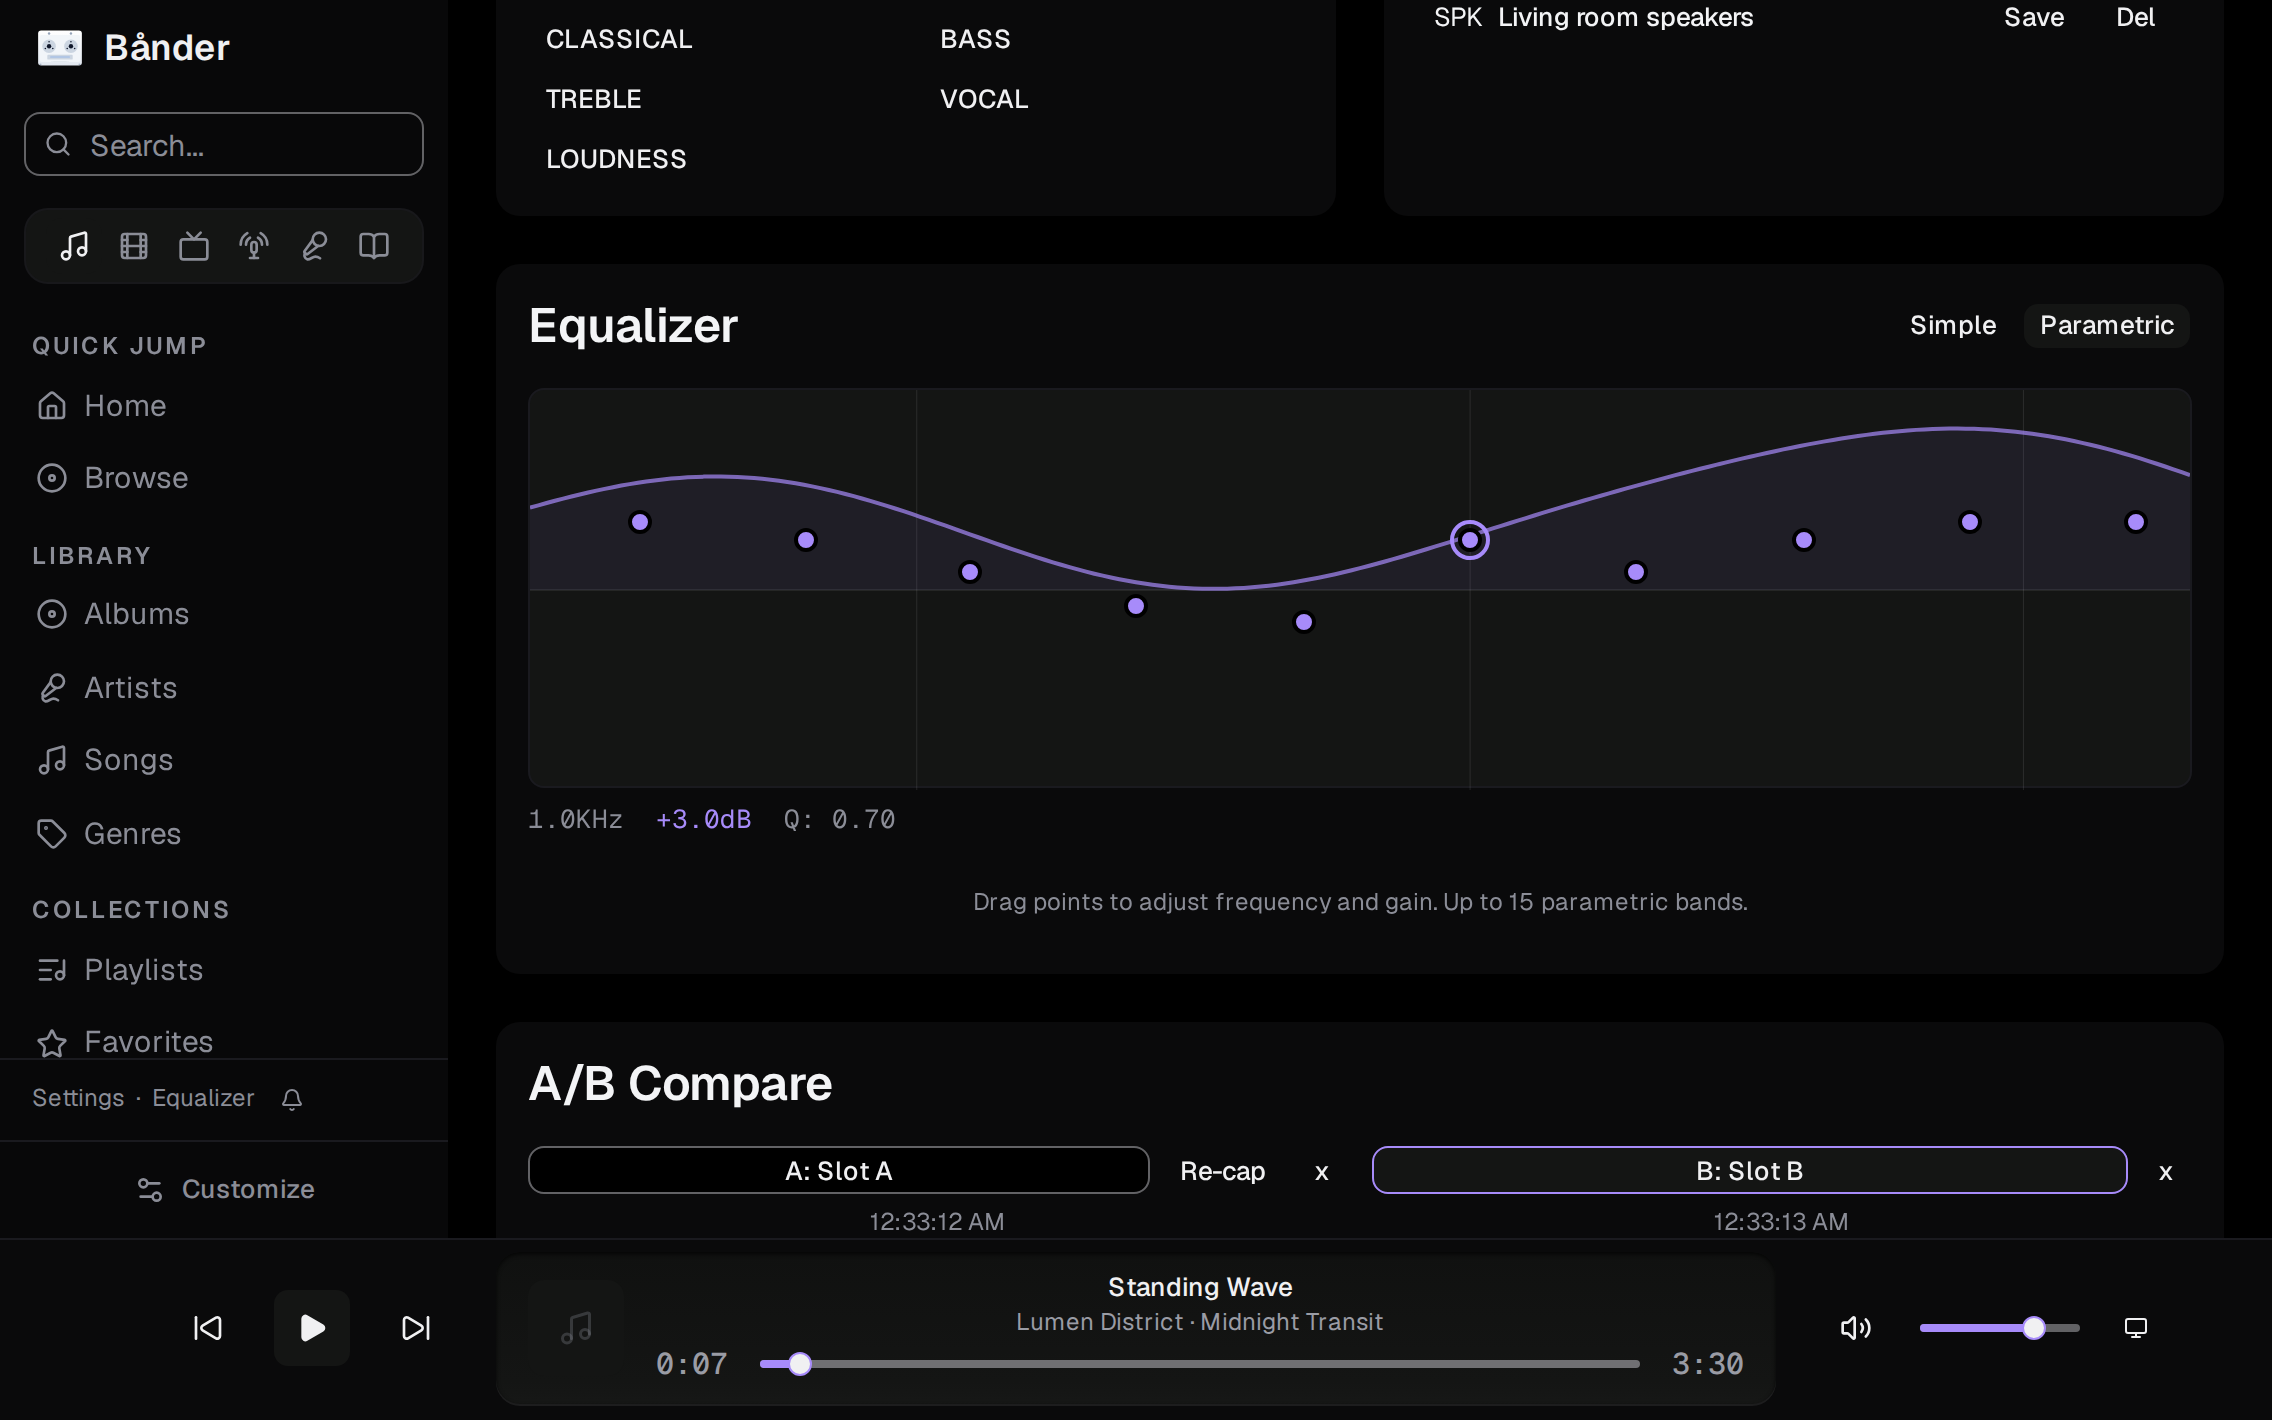 Bånder
Search...
QUICK JUMP
Home
Browse
LIBRARY
Albums
Artists
Songs
Genres
COLLECTIONS
Playlists
Favorites
Settings · Equalizer
Customize
CLASSICAL BASS
TREBLE VOCAL
LOUDNESS
SPK Living room speakers Save Del
Equalizer Simple Parametric
1.0KHz +3.0dB Q: 0.70
Drag points to adjust frequency and gain. Up to 15 parametric bands.
A/B Compare
A: Slot A Re-cap x B: Slot B x
12:33:12 AM 12:33:13 AM
Standing Wave
Lumen District · Midnight Transit
0:07 3:30